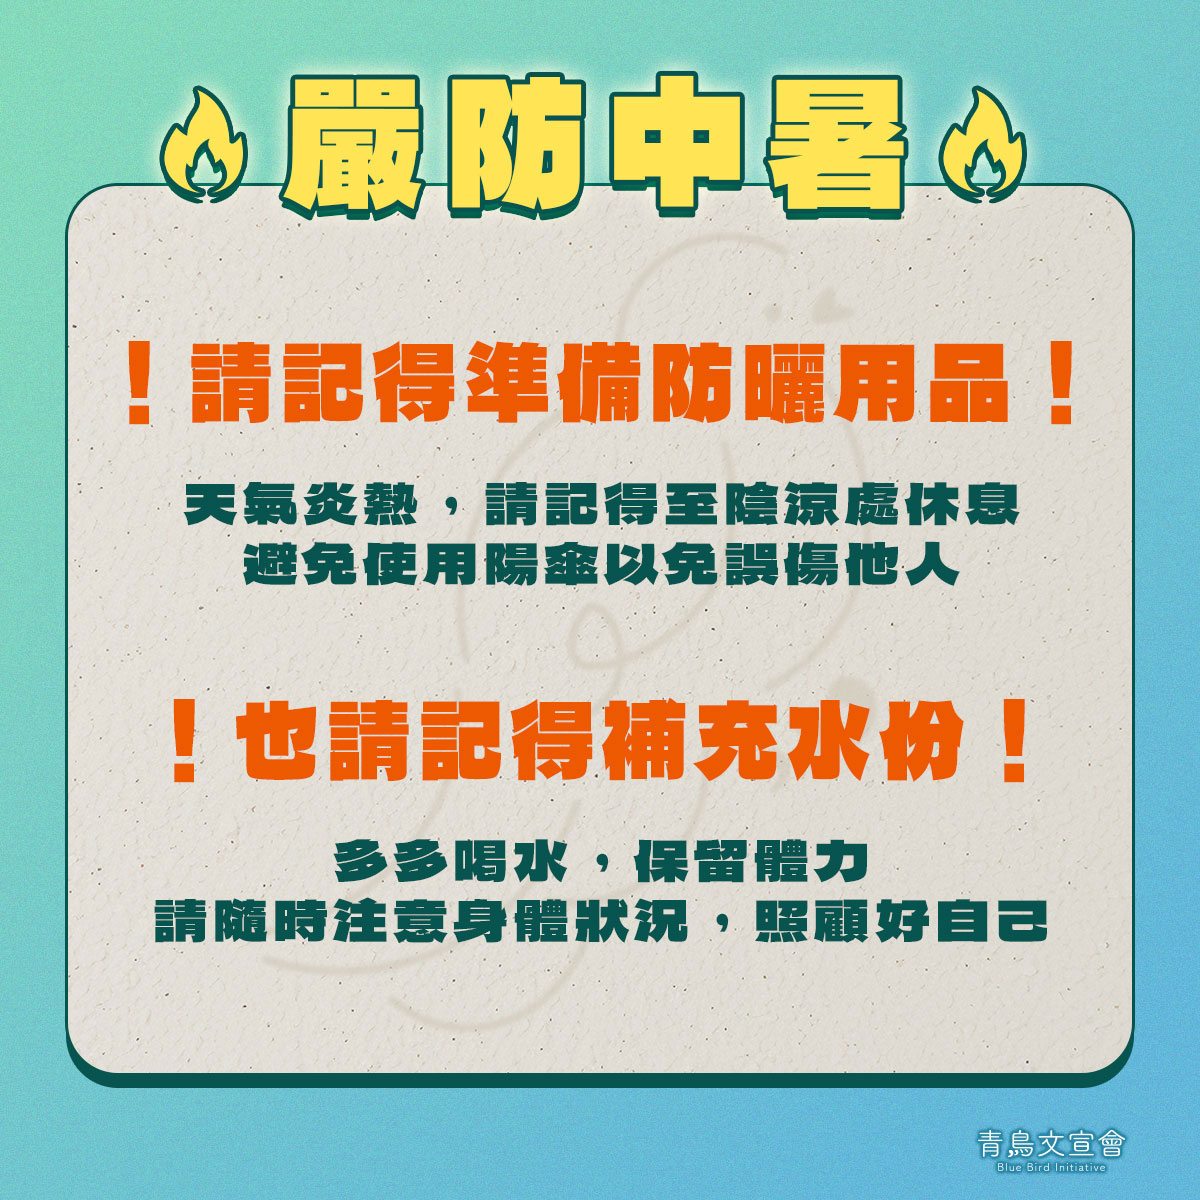 嚴防中暑
！請記得準備防曬用品！
天氣炎熱，請記得至陰涼處休息
避免使用陽傘以免誤傷他人
！也請記得補充水份！
多多喝水，保留體力
請隨時注意身體狀況，照顧好自己
青鳥文宣會
Blue Bird Initiative